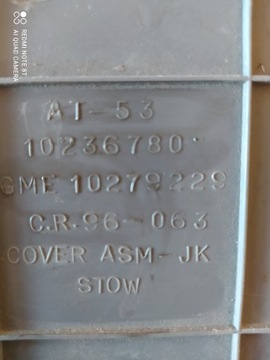 REDMI NOTE 8T
AI QUAD CAMERA
AT-53
10236780
GME 10279229
C.R.96-063
COVER ASM-JK
STOW